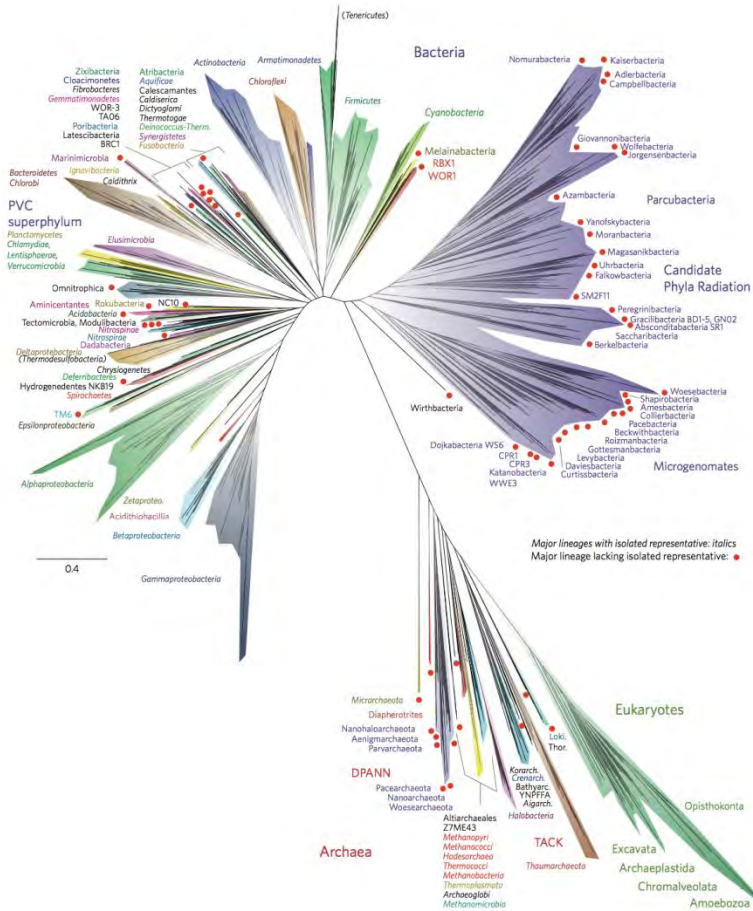 (Tenericutes)
Bacteria
Zixibacteria
Cloacimonetes
Fibrobacteres
Gemmatimonadetes
WOR-3
TA06
Poribacteria
Latescibacteria
BRC1
Atribacteria
Aquificae
Calescamantes
Caldiserica
Dictyoglomi
Thermotogae
Deinococcus-Therm.
Synergistetes
Fusobacteria
Actinobacteria
Armatimonadetes
Chloroflexi
Firmicutes
Cyanobacteria
Melainabacteria
RBX1
WOR1
Nomurabacteria
Kaiserbacteria
Adlerbacteria
Campbellbacteria
Giovannonibacteria
Wolfebacteria
Jorgensenbacteria
Azambacteria
Parcubacteria
Yanofskybacteria
Moranbacteria
Magasanikbacteria
Uhrbacteria
Falkowbacteria
Candidate
Phyla Radiation
SM2F11
Peregrinibacteria
Gracilibacteria BD1-5, GN02
Absconditabacteria SR1
Saccharibacteria
Berkelbacteria
Marinimicrobia
Ignavibacteria
Caldithrix
Bacteroidetes
Chlorobi
PVC
superphylum
Planctomycetes
Chlamydiae,
Lentisphaerae,
Verrucomicrobia
Elusimicrobia
Omnitrophica
Aminicentantes
Rokubacteria
NC10
Acidobacteria
Tectomicrobia, Modulibacteria
Nitrospinae
Nitrospirae
Dadabacteria
Deltaproteobacteria
(Thermodesulfobacteria)
Chrysiogenetes
Deferribacteres
Hydrogenedentes NKB19
Spirochaetes
TM6
Epsilonproteobacteria
Alphaproteobacteria
Zetaproteo.
Acidithiobacillia
Betaproteobacteria
Gammaproteobacteria
0.4
Wirthbacteria
Woesebacteria
Shapirobacteria
Amesbacteria
Collierbacteria
Pacebacteria
Beckwithbacteria
Roizmanbacteria
Gottesmanbacteria
Levybacteria
Daviesbacteria
Curtissbacteria
Microgenomates
Dojkabacteria WS6
CPR1
CPR3
Katanobacteria
WWE3
Major lineages with isolated representative: italics
Major lineage lacking isolated representative:
Micrarchaeota
Diapherotrites
Nanohaloarchaeota
Aenigmarchaeota
Parvarchaeota
DPANN
Pacearchaeota
Nanoarchaeota
Woesearchaeota
Archaea
Altiarchaeales
Z7ME43
Methanopyri
Methanococci
Hadesarchaea
Thermococci
Methanobacteria
Thermoplasmata
Archaeoglobi
Methanomicrobia
Halobacteria
Korarch.
Crenarch.
Bathyarc.
YNPFFA
Aigarch.
TACK
Thaumarchaeota
Loki.
Thor.
Eukaryotes
Opisthokonta
Excavata
Archaeplastida
Chromalveolata
Amoebozoa